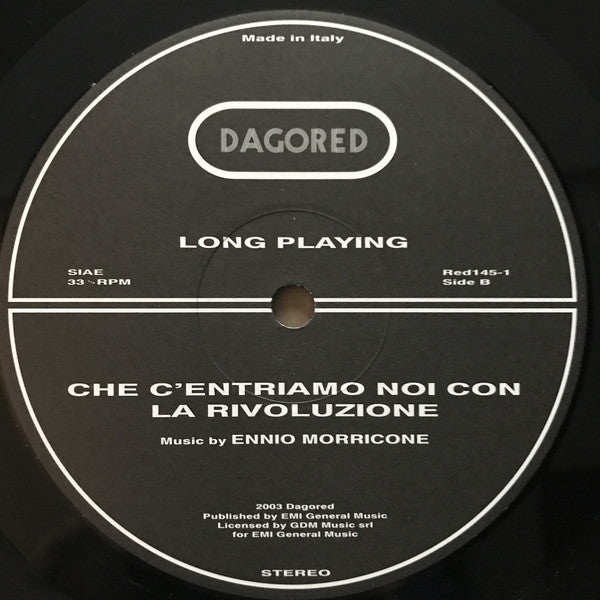 Made in Italy
DAGORED
LONG PLAYING
SIAE
33 ⅓ RPM
Red145-1
Side B
CHE C'ENTRIAMO NOI CON
LA RIVOLUZIONE
Music by ENNIO MORRICONE
2003 Dagored
Published by EMI General Music
Licensed by GDM Music srl
for EMI General Music
STEREO